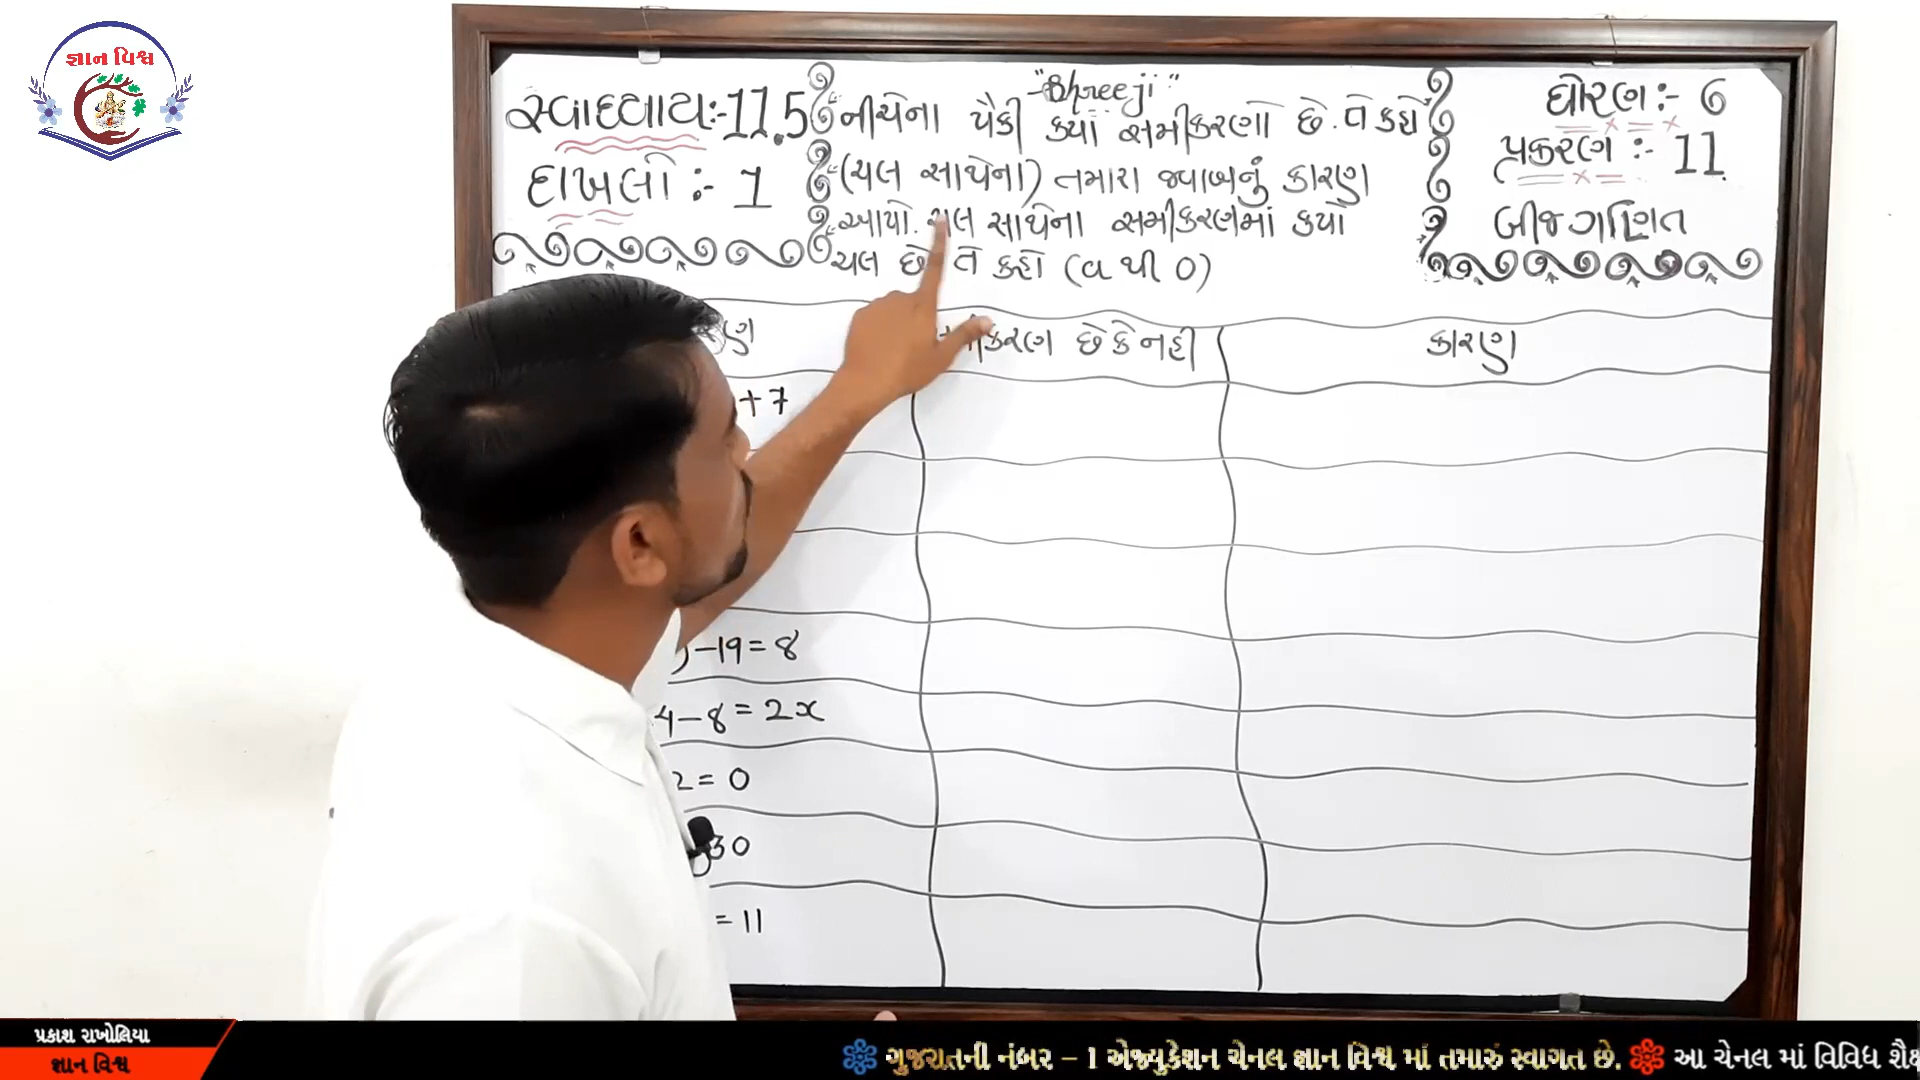 જ્ઞાન વિશ્વ
"Shreeji"
સ્વાધ્યાય:-11.5
દાખલો :- 1
નીચેના પૈકી કયા સમીકરણો છે. તે કહો
(ચલ સાથેના) તમારા જવાબનું કારણ
આપો. ચલ સાથેના સમીકરણમાં કયો
ચલ છે તે કહો (a થી o)
ધોરણ :- 6
પ્રકરણ :- 11
બીજગણિત
કરણ છે કે નહી
કારણ
+ 7
) - 19 = 8
4 - 8 = 2x
2 = 0
30
= 11
પ્રકાશ રાખોલિયા
જ્ઞાન વિશ્વ
ગુજરાતની નંબર – 1 એજ્યુકેશન ચેનલ જ્ઞાન વિશ્વ માં તમારું સ્વાગત છે. આ ચેનલ માં વિવિધ શૈક્ષ